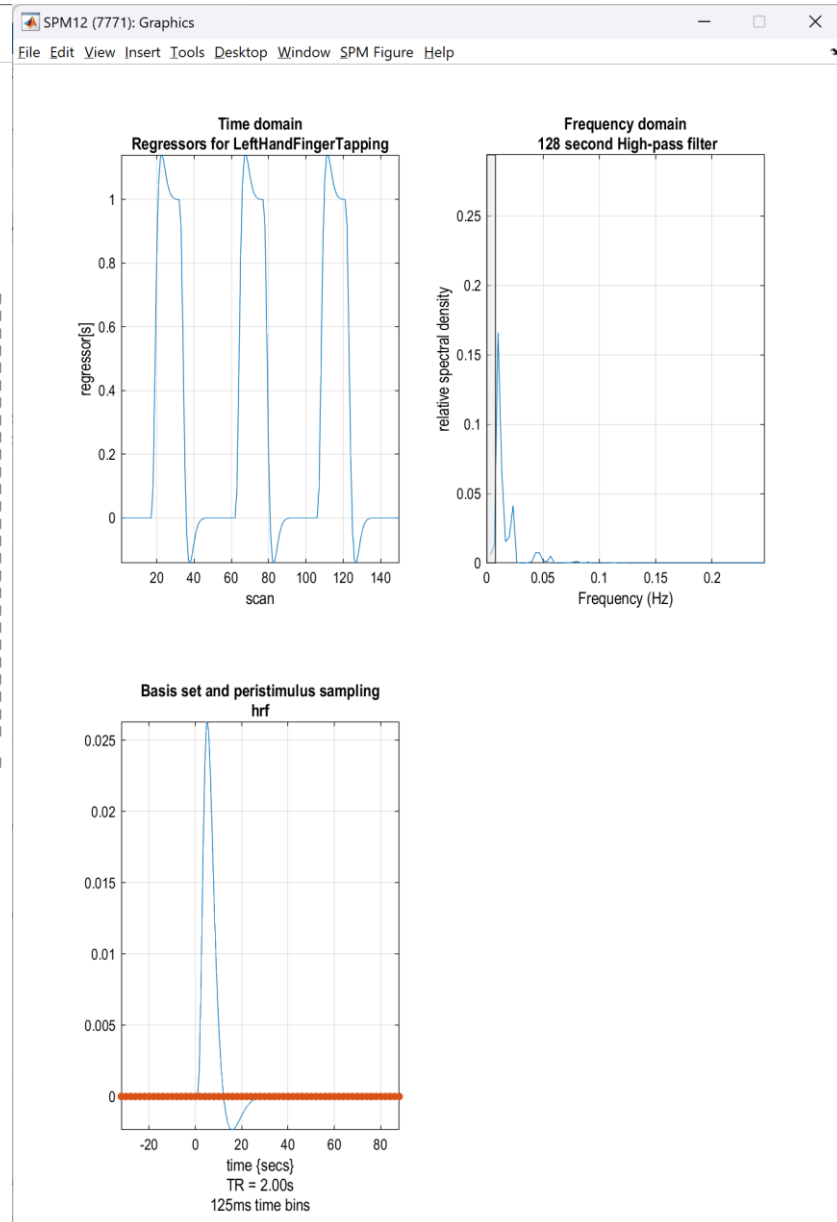 SPM12 (7771): Graphics
File Edit View Insert Tools Desktop Window SPM Figure Help
Time domain
Regressors for LeftHandFingerTapping
1
0.8
0.6
0.4
0.2
0
regressor[s]
20 40 60 80 100 120 140
scan
Frequency domain
128 second High-pass filter
0.25
0.2
0.15
0.1
0.05
0
relative spectral density
0 0.05 0.1 0.15 0.2
Frequency (Hz)
Basis set and peristimulus sampling
hrf
0.025
0.02
0.015
0.01
0.005
0
-20 0 20 40 60 80
time {secs}
TR = 2.00s
125ms time bins